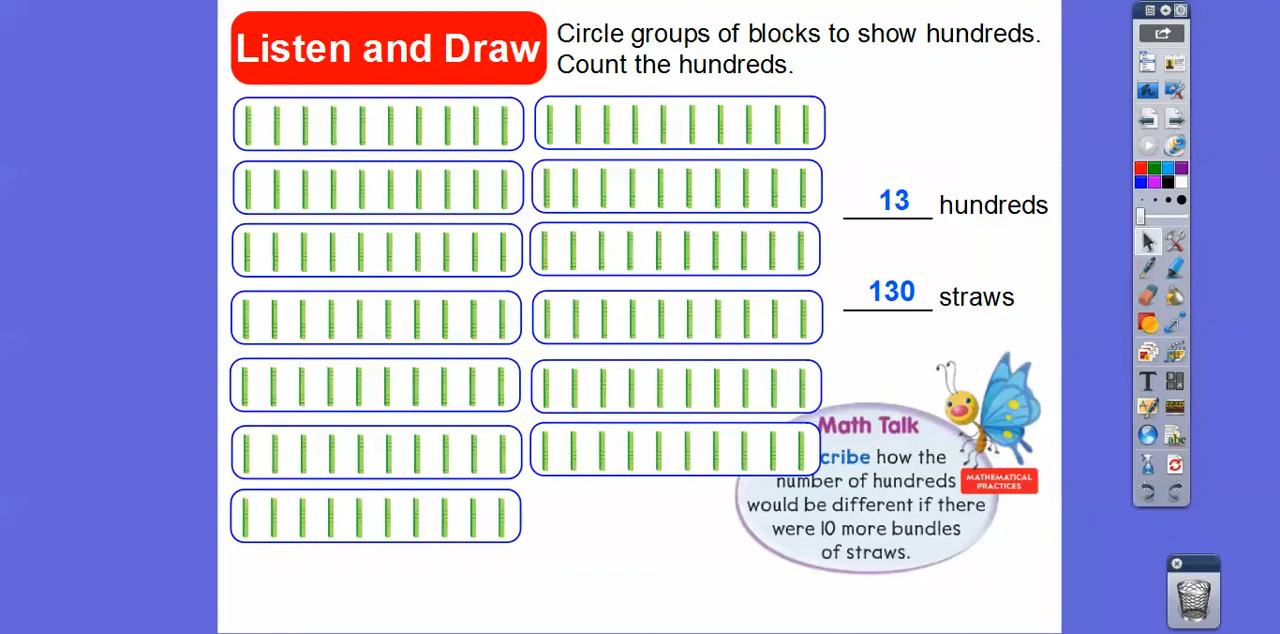 Listen and Draw
Circle groups of blocks to show hundreds.
Count the hundreds.
13 hundreds
130 straws
Math Talk
cribe how the
number of hundreds
would be different if there
were 10 more bundles
of straws.
MATHEMATICAL
PRACTICES